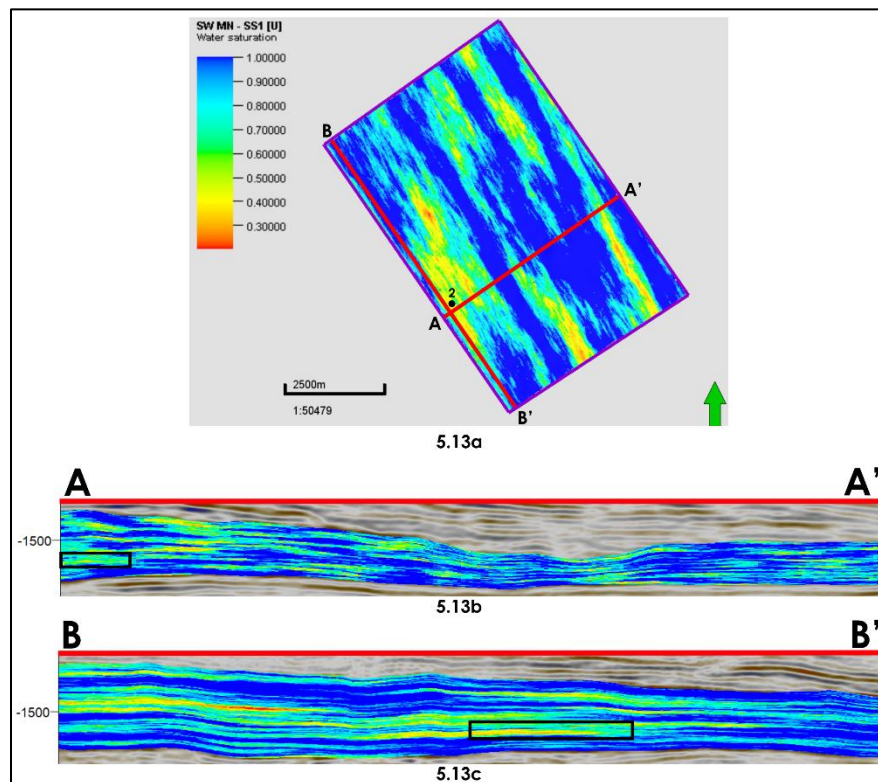 SW MN - SS1 [U]
Water saturation
1.00000
0.90000
0.80000
0.70000
0.60000
0.50000
0.40000
0.30000
B
A'
2
A
B'
2500m
1:50479
5.13a
A A'
-1500
5.13b
B B'
-1500
5.13c